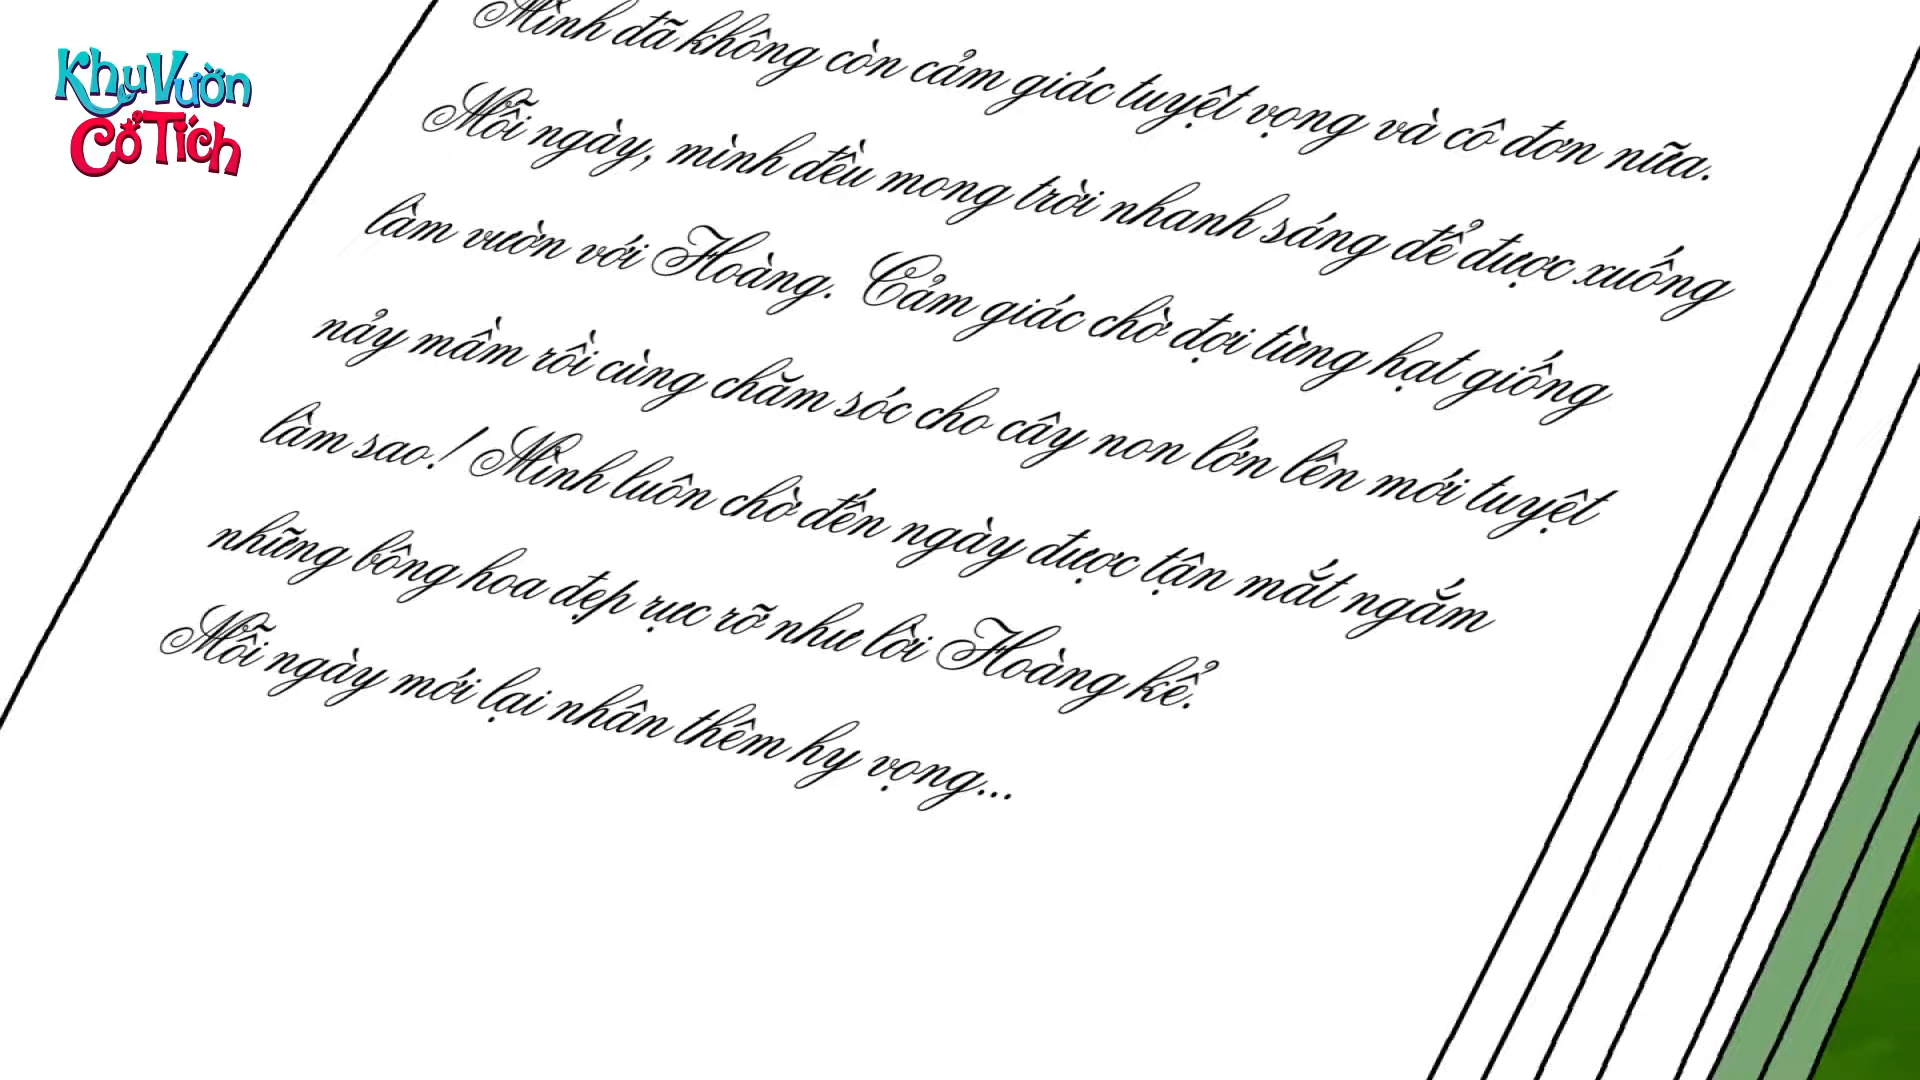 Khu Vườn
Cổ Tích
Mình đã không còn cảm giác tuyệt vọng và cô đơn nữa.
Mỗi ngày, mình đều mong trời nhanh sáng để được xuống
làm vườn với Hoàng. Cảm giác chờ đợi từng hạt giống
nảy mầm rồi cùng chăm sóc cho cây non lớn lên mới tuyệt
làm sao! Mình luôn chờ đến ngày được tận mắt ngắm
những bông hoa đẹp rực rỡ như lời Hoàng kể.
Mỗi ngày mới lại nhân thêm hy vọng...